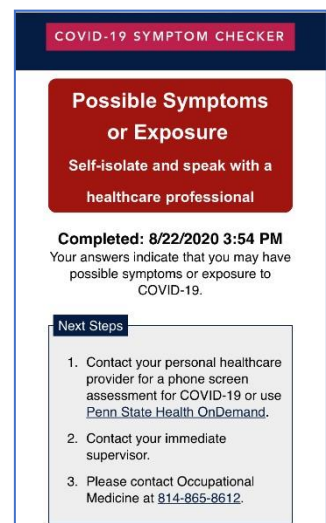 COVID-19 SYMPTOM CHECKER
Possible Symptoms
or Exposure
Self-isolate and speak with a
healthcare professional
Completed: 8/22/2020 3:54 PM
Your answers indicate that you may have
possible symptoms or exposure to
COVID-19.
Next Steps
1. Contact your personal healthcare
provider for a phone screen
assessment for COVID-19 or use
Penn State Health OnDemand.
2. Contact your immediate
supervisor.
3. Please contact Occupational
Medicine at 814-865-8612.